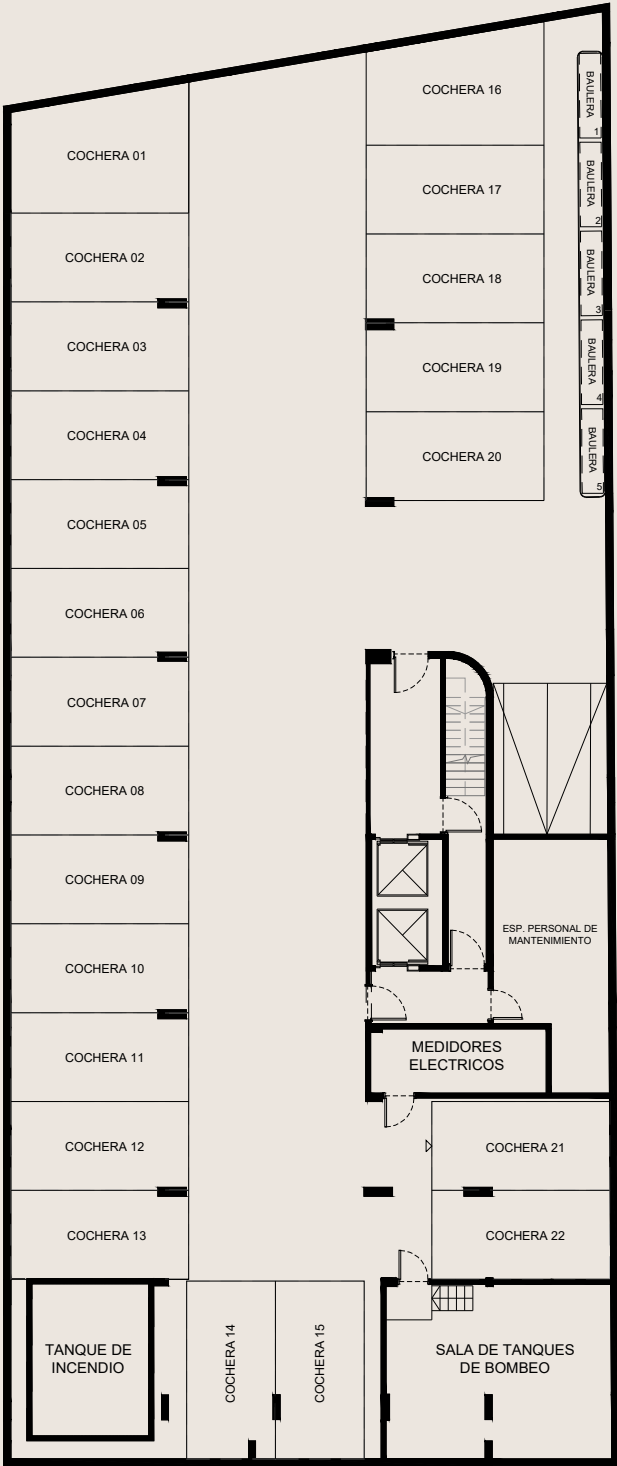 COCHERA 01
COCHERA 02
COCHERA 03
COCHERA 04
COCHERA 05
COCHERA 06
COCHERA 07
COCHERA 08
COCHERA 09
COCHERA 10
COCHERA 11
COCHERA 12
COCHERA 13
TANQUE DE
INCENDIO
COCHERA 14
COCHERA 15
COCHERA 16
COCHERA 17
COCHERA 18
COCHERA 19
COCHERA 20
BAULERA
1
BAULERA
2
BAULERA
3
BAULERA
4
BAULERA
5
ESP. PERSONAL DE
MANTENIMIENTO
MEDIDORES
ELECTRICOS
COCHERA 21
COCHERA 22
SALA DE TANQUES
DE BOMBEO